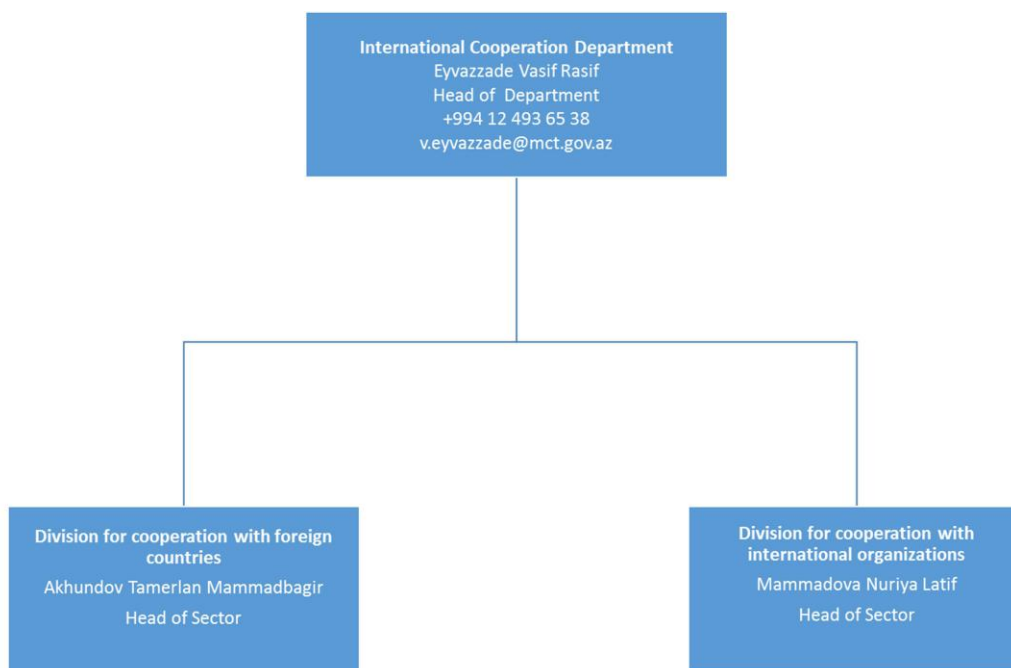 International Cooperation Department
Eyvazzade Vasif Rasif
Head of Department
+994 12 493 65 38
v.eyvazzade@mct.gov.az
Division for cooperation with foreign
countries
Akhundov Tamerlan Mammadbagir
Head of Sector
Division for cooperation with
international organizations
Mammadova Nuriya Latif
Head of Sector